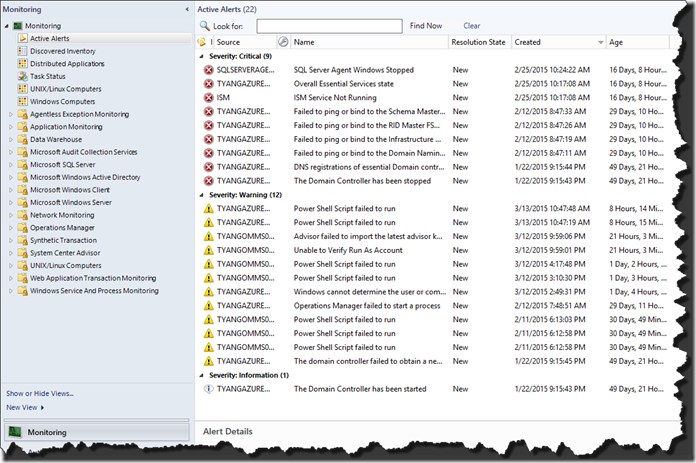 Monitoring
Monitoring
Active Alerts
Discovered Inventory
Distributed Applications
Task Status
UNIX/Linux Computers
Windows Computers
Agentless Exception Monitoring
Application Monitoring
Data Warehouse
Microsoft Audit Collection Services
Microsoft SQL Server
Microsoft Windows Active Directory
Microsoft Windows Client
Microsoft Windows Server
Network Monitoring
Operations Manager
Synthetic Transaction
System Center Advisor
UNIX/Linux Computers
Web Application Transaction Monitoring
Windows Service And Process Monitoring
Show or Hide Views...
New View
Monitoring
Active Alerts (22)
Look for: Find Now Clear
I Source Name Resolution State Created Age
Severity: Critical (9)
SQLSERVERAGE... SQL Server Agent Windows Stopped New 2/25/2015 10:24:22 AM 16 Days, 8 Hour...
TYANGAZURE... Overall Essential Services state New 2/25/2015 10:17:08 AM 16 Days, 8 Hour...
ISM ISM Service Not Running New 2/25/2015 10:17:08 AM 16 Days, 8 Hour...
TYANGAZURE... Failed to ping or bind to the Schema Master... New 2/12/2015 8:47:33 AM 29 Days, 10 Ho...
TYANGAZURE... Failed to ping or bind to the RID Master FS... New 2/12/2015 8:47:26 AM 29 Days, 10 Ho...
TYANGAZURE... Failed to ping or bind to the Infrastructure ... New 2/12/2015 8:47:19 AM 29 Days, 10 Ho...
TYANGAZURE... Failed to ping or bind to the Domain Namin... New 2/12/2015 8:47:11 AM 29 Days, 10 Ho...
TYANGAZURE... DNS registrations of essential Domain contr... New 1/22/2015 9:15:44 PM 49 Days, 21 Ho...
TYANGAZURE... The Domain Controller has been stopped New 1/22/2015 9:15:43 PM 49 Days, 21 Ho...
Severity: Warning (12)
TYANGAZURE... Power Shell Script failed to run New 3/13/2015 10:47:48 AM 8 Hours, 14 Mi...
TYANGAZURE... Power Shell Script failed to run New 3/13/2015 10:47:19 AM 8 Hours, 15 Mi...
TYANGOMMS0... Advisor failed to import the latest advisor k... New 3/12/2015 9:59:06 PM 21 Hours, 3 Mi...
TYANGOMMS0... Unable to Verify Run As Account New 3/12/2015 9:59:01 PM 21 Hours, 3 Mi...
TYANGOMMS0... Power Shell Script failed to run New 3/12/2015 4:17:48 PM 1 Day, 2 Hours, ...
TYANGOMMS0... Power Shell Script failed to run New 3/12/2015 3:10:30 PM 1 Day, 3 Hours, ...
TYANGAZURE... Windows cannot determine the user or com... New 3/12/2015 2:49:31 PM 1 Day, 4 Hours, ...
TYANGAZURE... Operations Manager failed to start a process New 2/12/2015 7:48:51 AM 29 Days, 11 Ho...
TYANGOMMS0... Power Shell Script failed to run New 2/11/2015 6:13:03 PM 30 Days, 49 Min...
TYANGOMMS0... Power Shell Script failed to run New 2/11/2015 6:12:58 PM 30 Days, 49 Min...
TYANGOMMS0... Power Shell Script failed to run New 2/11/2015 6:12:58 PM 30 Days, 49 Min...
TYANGAZURE... The domain controller failed to obtain a ne... New 1/22/2015 9:15:45 PM 49 Days, 21 Ho...
Severity: Information (1)
TYANGAZURE... The Domain Controller has been started New 1/22/2015 9:15:43 PM 49 Days, 21 Ho...
Alert Details